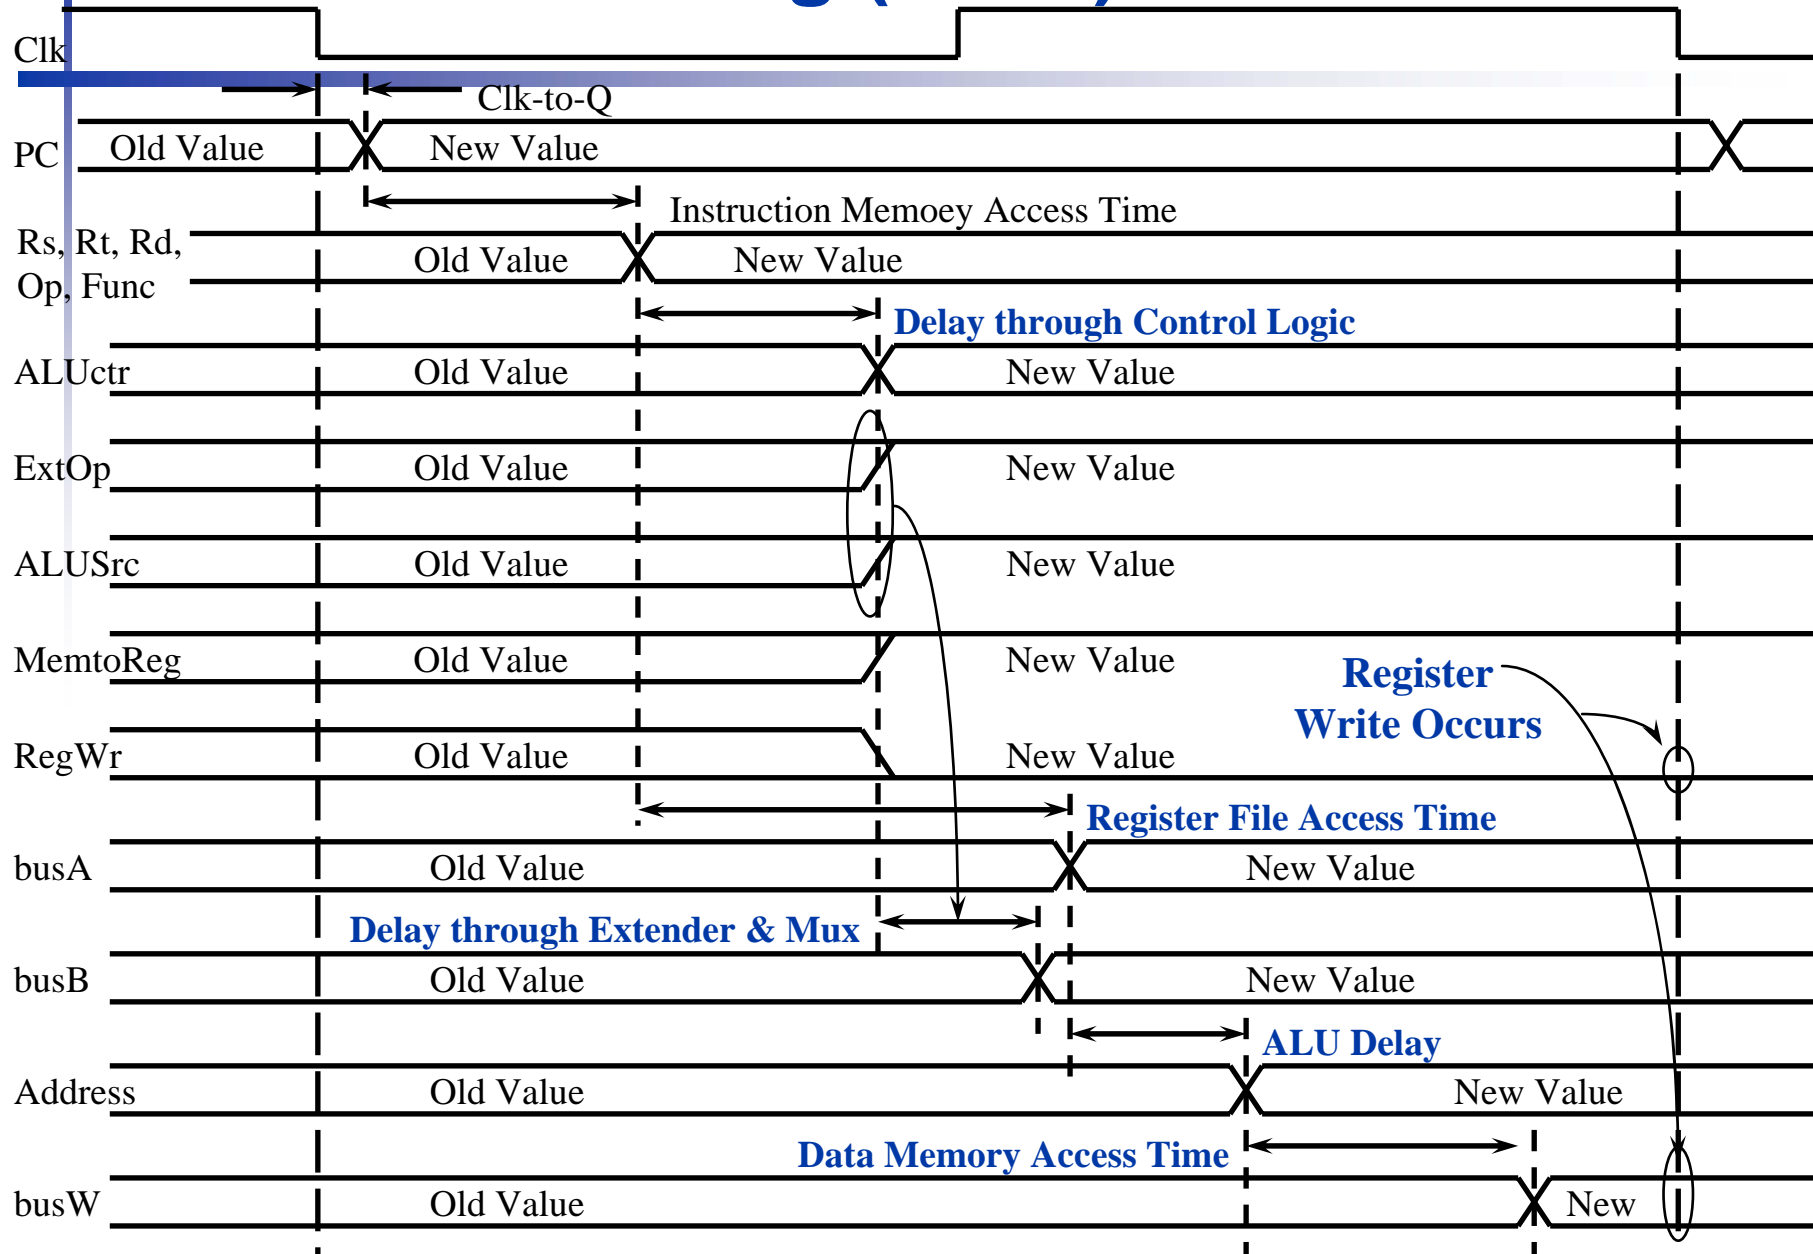 Clk
Clk-to-Q
PC Old Value New Value
Instruction Memoey Access Time
Rs, Rt, Rd,
Op, Func
Old Value New Value
Delay through Control Logic
ALUctr Old Value New Value
ExtOp Old Value New Value
ALUSrc Old Value New Value
MemtoReg Old Value New Value
Register
Write Occurs
RegWr Old Value New Value
Register File Access Time
busA Old Value New Value
Delay through Extender & Mux
busB Old Value New Value
ALU Delay
Address Old Value New Value
Data Memory Access Time
busW Old Value New